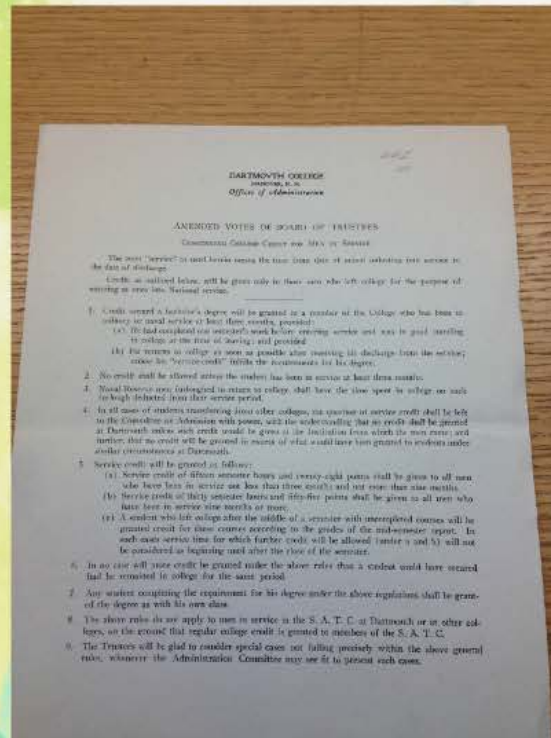 DARTMOUTH COLLEGE
HANOVER, N. H.
Offices of Administration
AMENDED VOTES OF BOARD OF TRUSTEES
CONCERNING COLLEGE CREDIT FOR MEN IN SERVICE
The term "service" as used herein means the time from date of actual induction into service to
the date of discharge.
Credit as outlined below, will be given only to those men who left college for the purpose of
entering at once into National service.
1. Credit toward a bachelor's degree will be granted to a member of the College who has been in
military or naval service at least three months, provided:
(a) He had completed one semester's work before entering service and was in good standing
in college at the time of leaving; and provided
(b) He returns to college as soon as possible after receiving his discharge from the service;
unless his "service-credit" fulfills the requirements for his degree.
2. No credit shall be allowed unless the student has been in service at least three months.
3. Naval Reserve men furloughed to return to college, shall have the time spent in college on such
furlough deducted from their service period.
4. In all cases of students transferring from other colleges, the question of service credit shall be left
to the Committee on Admission with power, with the understanding that no credit shall be granted
at Dartmouth unless such credit would be given at the Institution from which the men come; and
further, that no credit will be granted in excess of what would have been granted to students under
similar circumstances at Dartmouth.
5. Service credit will be granted as follows:
(a) Service credit of fifteen semester hours and twenty-eight points shall be given to all men
who have been in service not less than three months and not more than nine months.
(b) Service credit of thirty semester hours and fifty-five points shall be given to all men who
have been in service nine months or more.
(c) A student who left college after the middle of a semester with uncompleted courses will be
granted credit for these courses according to the grades of the mid-semester report. In
such cases service time for which further credit will be allowed (under a and b) will not
be considered as beginning until after the close of the semester.
6. In no case will more credit be granted under the above rules than a student would have secured
had he remained in college for the same period.
7. Any student completing the requirement for his degree under the above regulations shall be grant-
ed the degree as with his own class.
8. The above rules do not apply to men in service in the S. A. T. C. at Dartmouth or in other col-
leges, on the ground that regular college credit is granted to members of the S. A. T. C.
9. The Trustees will be glad to consider special cases not falling precisely within the above general
rules, whenever the Administration Committee may see fit to present such cases.